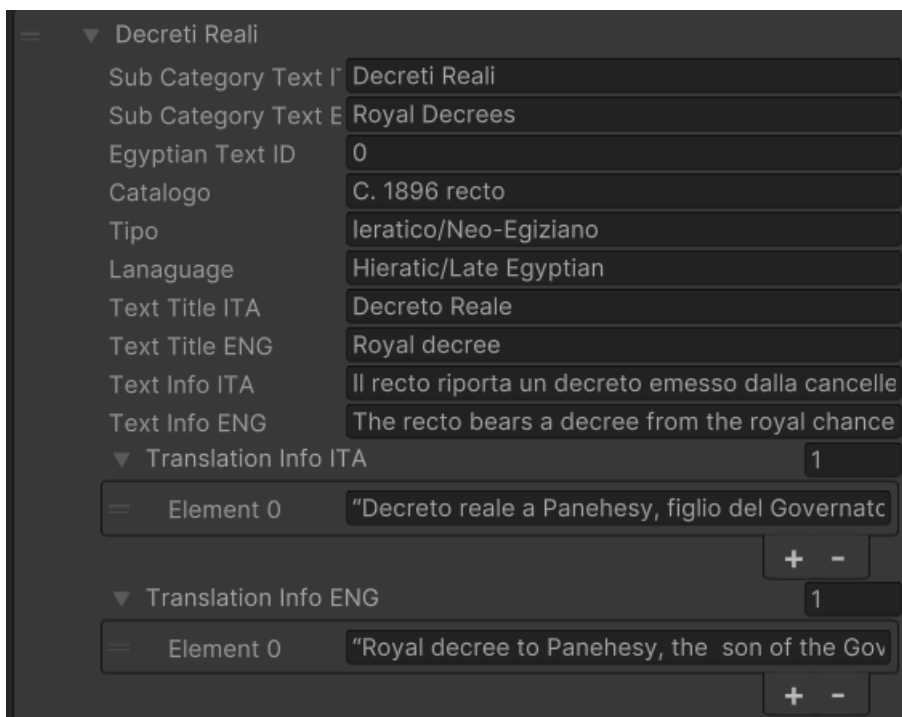 Decreti Reali
Sub Category Text IT Decreti Reali
Sub Category Text E Royal Decrees
Egyptian Text ID 0
Catalogo C. 1896 recto
Tipo Ieratico/Neo-Egiziano
Lanaguage Hieratic/Late Egyptian
Text Title ITA Decreto Reale
Text Title ENG Royal decree
Text Info ITA Il recto riporta un decreto emesso dalla cancelle
Text Info ENG The recto bears a decree from the royal chance
Translation Info ITA 1
Element 0 “Decreto reale a Panehesy, figlio del Governato
+ -
Translation Info ENG 1
Element 0 “Royal decree to Panehesy, the  son of the Gov
+ -